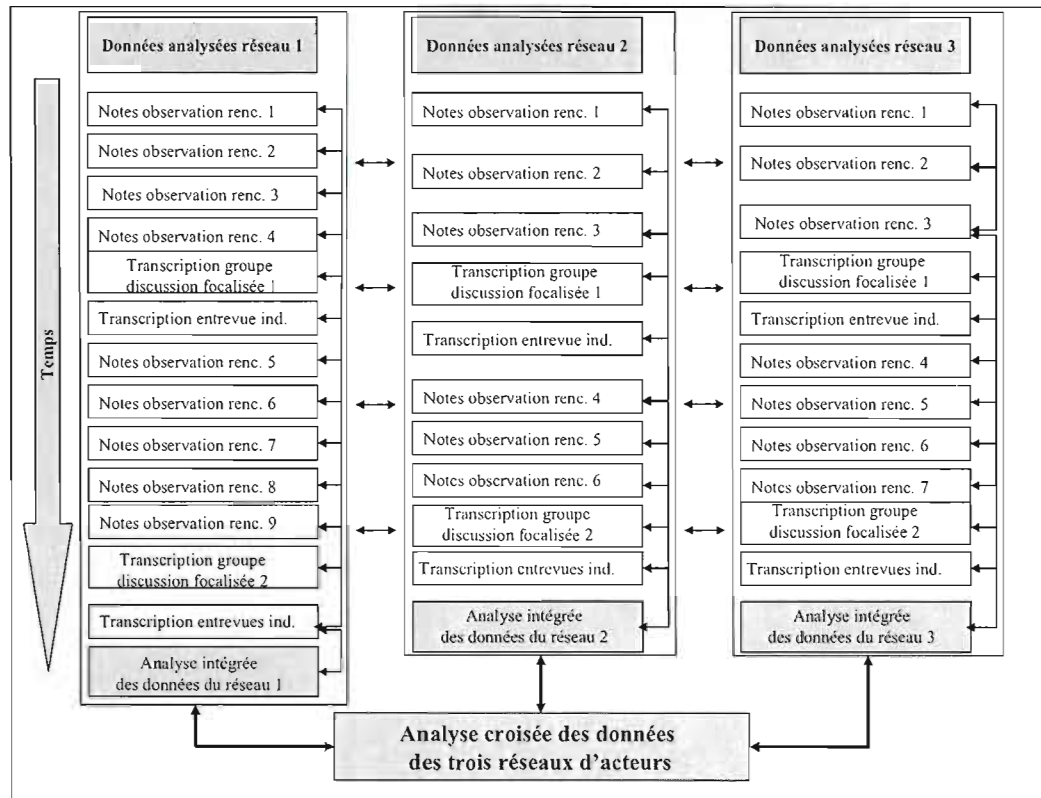 Données analysées réseau 1
Notes observation renc. 1
Notes observation renc. 2
Notes observation renc. 3
Notes observation renc. 4
Transcription groupe
discussion focalisée 1
Transcription entrevue ind.
Notes observation renc. 5
Notes observation renc. 6
Notes observation renc. 7
Notes observation renc. 8
Notes observation renc. 9
Transcription groupe
discussion focalisée 2
Transcription entrevues ind.
Analyse intégrée
des données du réseau 1
Données analysées réseau 2
Notes observation renc. 1
Notes observation renc. 2
Notes observation renc. 3
Transcription groupe
discussion focalisée 1
Transcription entrevue ind.
Notes observation renc. 4
Notes observation renc. 5
Notes observation renc. 6
Transcription groupe
discussion focalisée 2
Transcription entrevues ind.
Analyse intégrée
des données du réseau 2
Données analysées réseau 3
Notes observation renc. 1
Notes observation renc. 2
Notes observation renc. 3
Transcription groupe
discussion focalisée 1
Transcription entrevue ind.
Notes observation renc. 4
Notes observation renc. 5
Notes observation renc. 6
Notes observation renc. 7
Transcription groupe
discussion focalisée 2
Transcription entrevues ind.
Analyse intégrée
des données du réseau 3
Temps
Analyse croisée des données
des trois réseaux d'acteurs